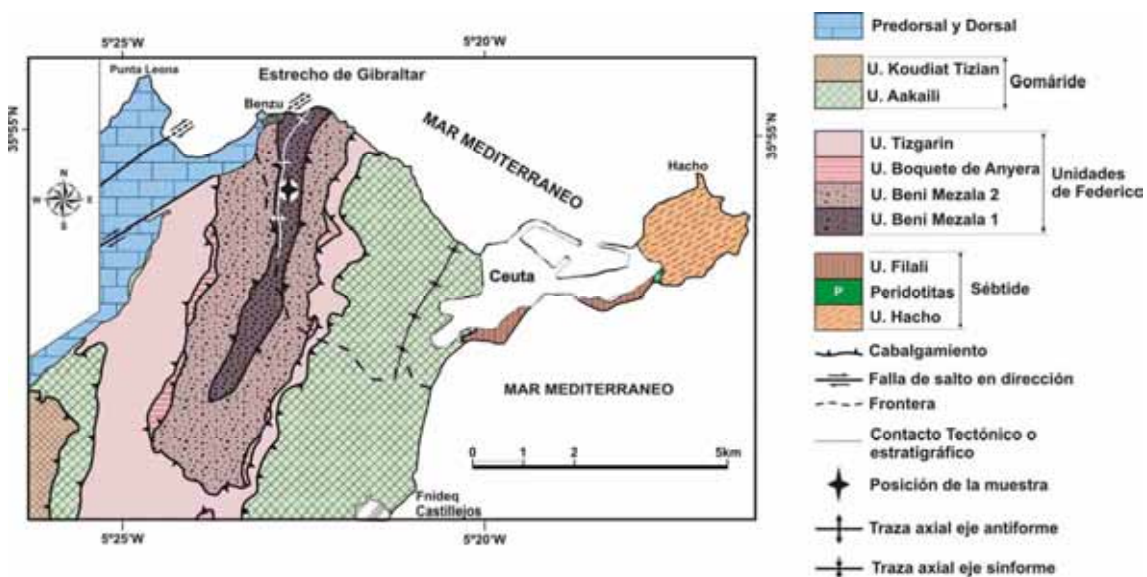 5°25'W
5°20'W
Punta Leona
Estrecho de Gibraltar
Benzu
35°55'N
35°55'N
MAR MEDITERRANEO
Hacho
N
W
E
S
Ceuta
MAR MEDITERRANEO
0 1 2 5km
Fnideq
Castillejos
5°25'W
5°20'W
Predorsal y Dorsal
U. Koudiat Tizian
Gomáride
U. Aakaili
U. Tizgarin
U. Boquete de Anyera
Unidades
de Federico
U. Beni Mezala 2
U. Beni Mezala 1
U. Filali
P Peridotitas
Sébtide
U. Hacho
Cabalgamiento
Falla de salto en dirección
Frontera
Contacto Tectónico o
estratigráfico
Posición de la muestra
Traza axial eje antiforme
Traza axial eje sinforme